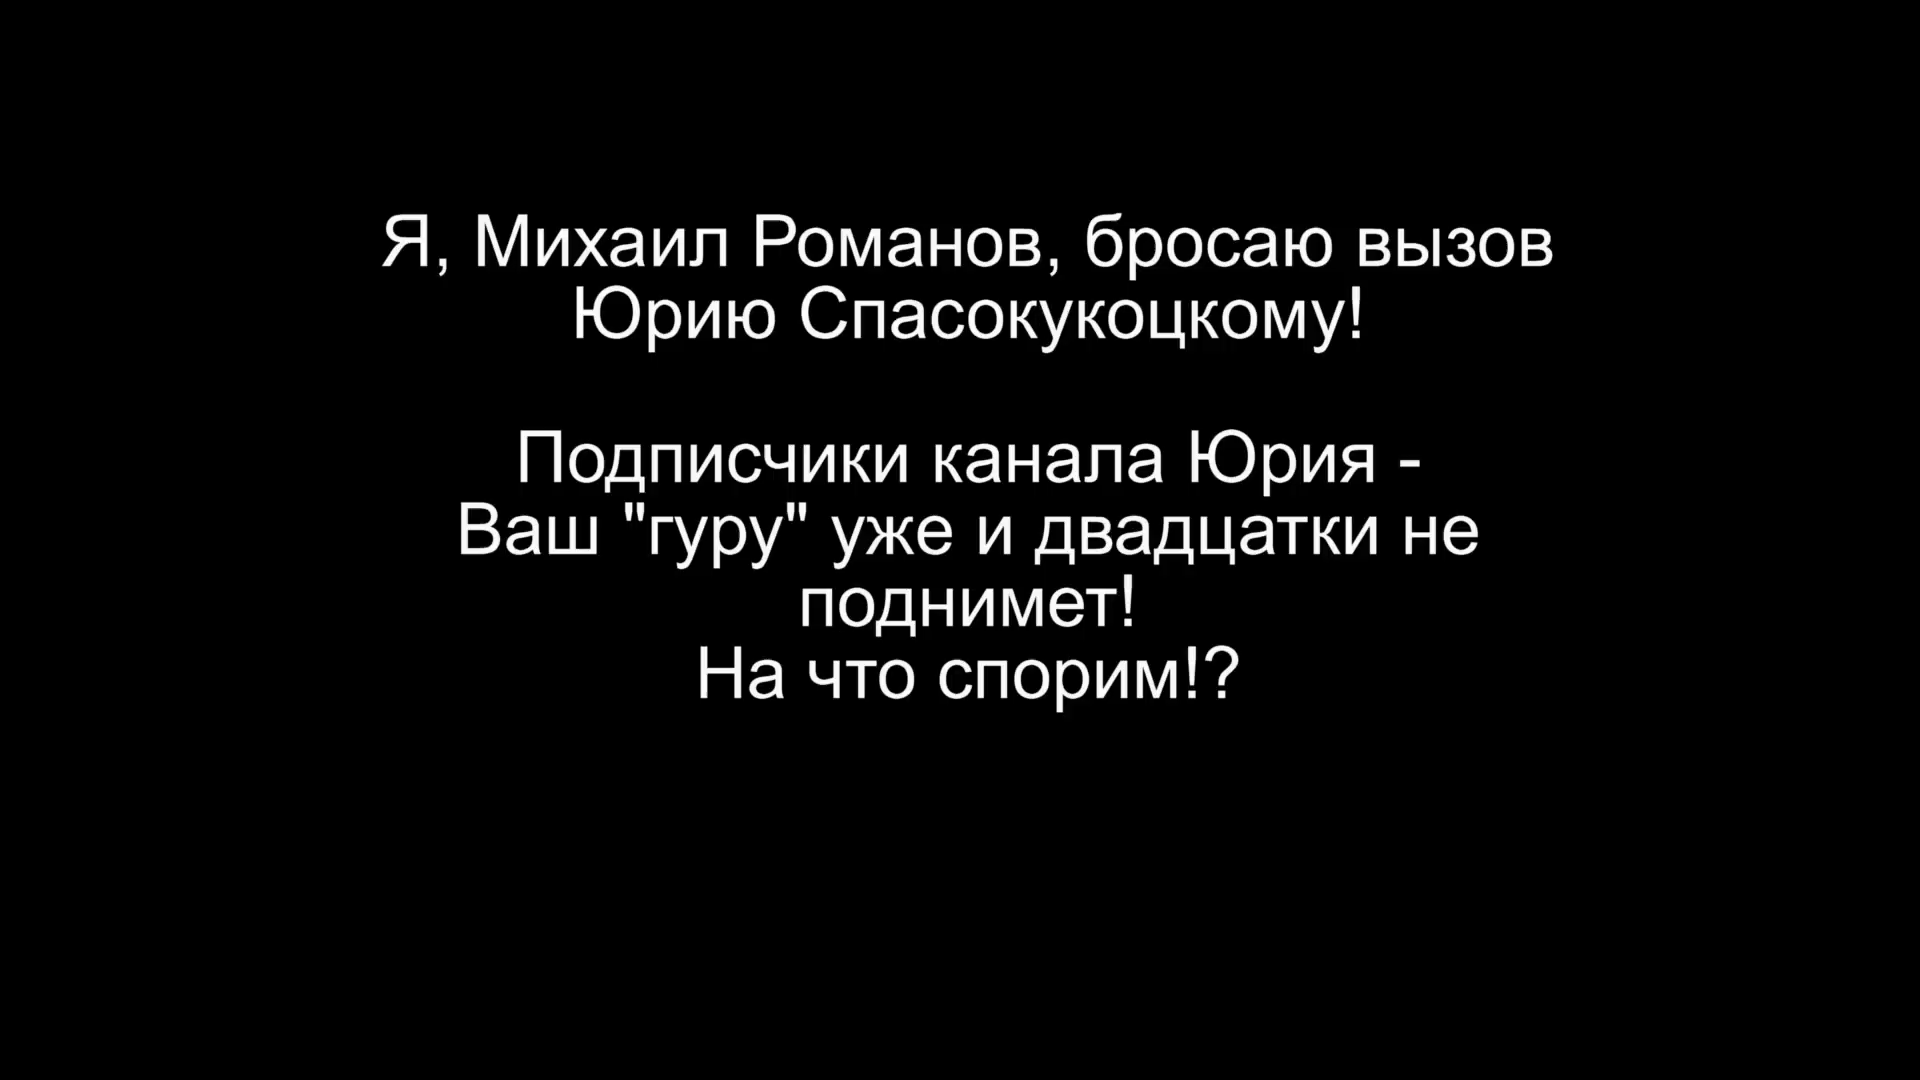 Я, Михаил Романов, бросаю вызов
Юрию Спасокукоцкому!
Подписчики канала Юрия -
Ваш "гуру" уже и двадцатки не
поднимет!
На что спорим!?